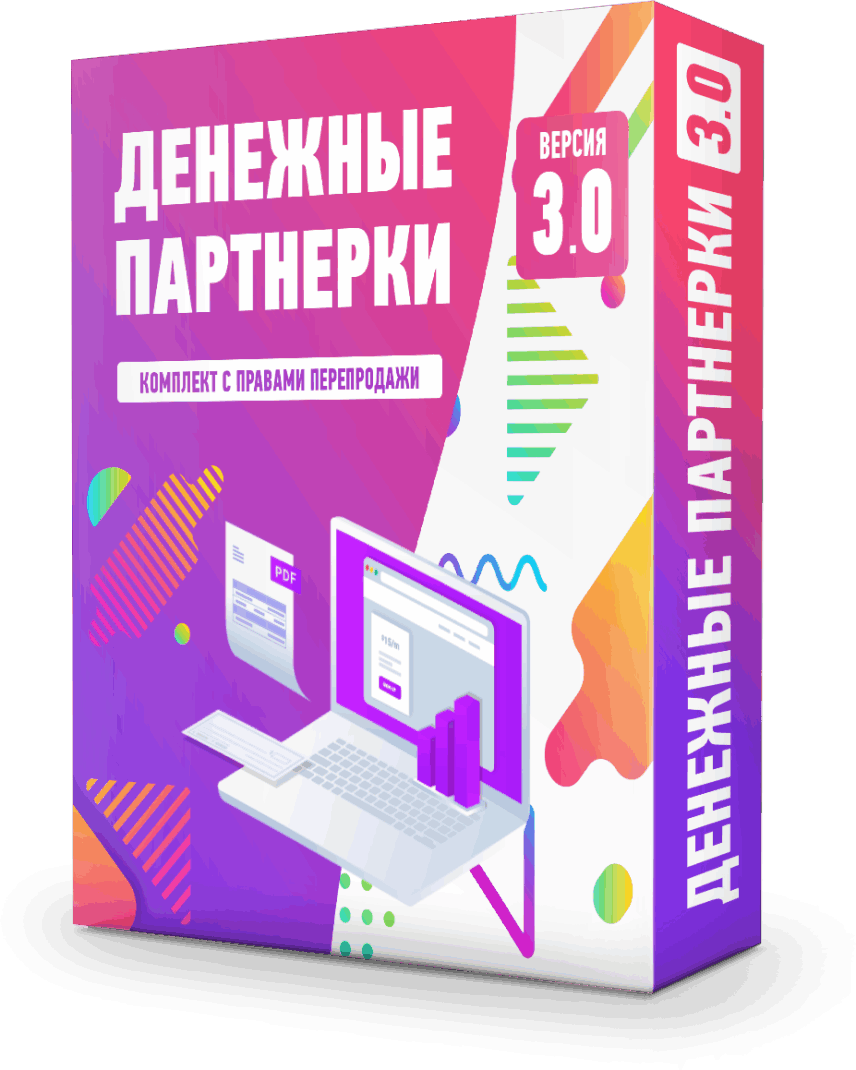 ДЕНЕЖНЫЕ
ПАРТНЕРКИ
КОМПЛЕКТ С ПРАВАМИ ПЕРЕПРОДАЖИ
ВЕРСИЯ
3.0
PDF
ДЕНЕЖНЫЕ ПАРТНЕРКИ 3.0